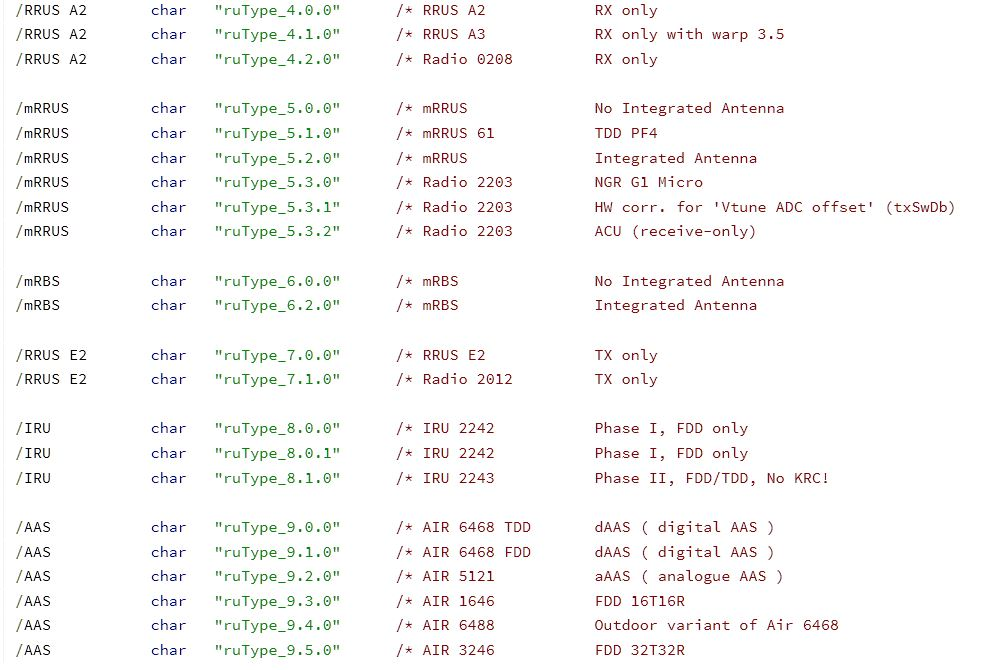 /RRUS A2 char "ruType_4.0.0" /* RRUS A2 RX only
/RRUS A2 char "ruType_4.1.0" /* RRUS A3 RX only with warp 3.5
/RRUS A2 char "ruType_4.2.0" /* Radio 0208 RX only
/mRRUS char "ruType_5.0.0" /* mRRUS No Integrated Antenna
/mRRUS char "ruType_5.1.0" /* mRRUS 61 TDD PF4
/mRRUS char "ruType_5.2.0" /* mRRUS Integrated Antenna
/mRRUS char "ruType_5.3.0" /* Radio 2203 NGR G1 Micro
/mRRUS char "ruType_5.3.1" /* Radio 2203 HW corr. for 'Vtune ADC offset' (txSwDb)
/mRRUS char "ruType_5.3.2" /* Radio 2203 ACU (receive-only)
/mRBS char "ruType_6.0.0" /* mRBS No Integrated Antenna
/mRBS char "ruType_6.2.0" /* mRBS Integrated Antenna
/RRUS E2 char "ruType_7.0.0" /* RRUS E2 TX only
/RRUS E2 char "ruType_7.1.0" /* Radio 2012 TX only
/IRU char "ruType_8.0.0" /* IRU 2242 Phase I, FDD only
/IRU char "ruType_8.0.1" /* IRU 2242 Phase I, FDD only
/IRU char "ruType_8.1.0" /* IRU 2243 Phase II, FDD/TDD, No KRC!
/AAS char "ruType_9.0.0" /* AIR 6468 TDD dAAS ( digital AAS )
/AAS char "ruType_9.1.0" /* AIR 6468 FDD dAAS ( digital AAS )
/AAS char "ruType_9.2.0" /* AIR 5121 aAAS ( analogue AAS )
/AAS char "ruType_9.3.0" /* AIR 1646 FDD 16T16R
/AAS char "ruType_9.4.0" /* AIR 6488 Outdoor variant of Air 6468
/AAS char "ruType_9.5.0" /* AIR 3246 FDD 32T32R